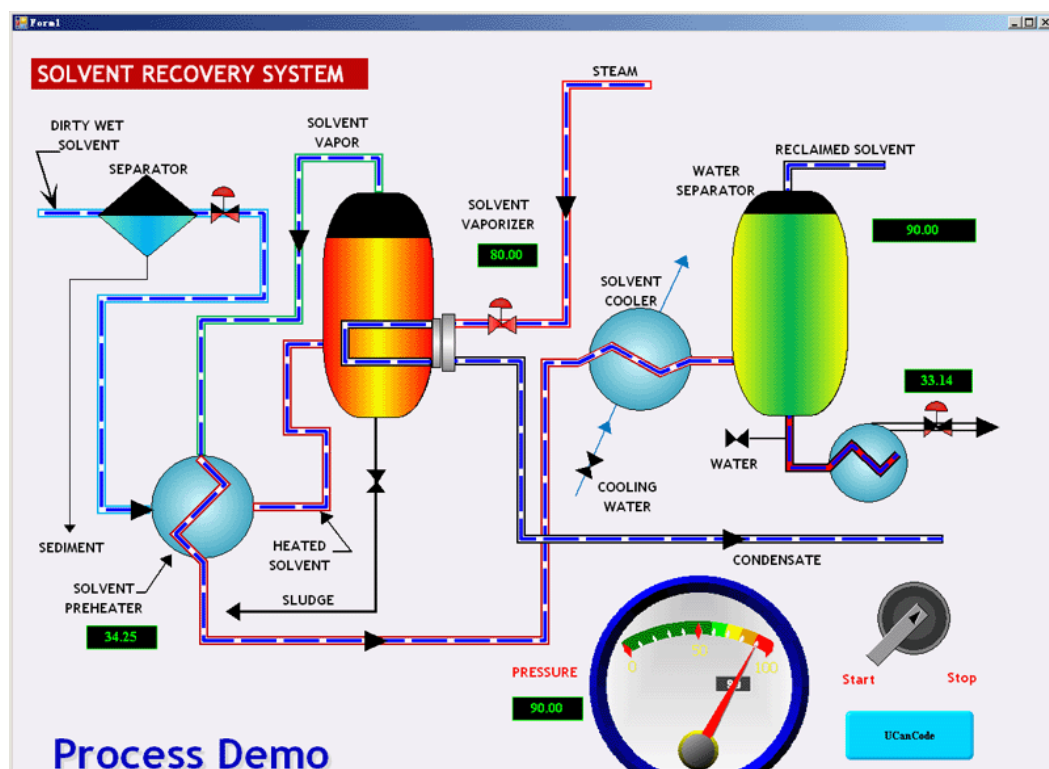 Form1
SOLVENT RECOVERY SYSTEM
STEAM
DIRTY WET
SOLVENT
SOLVENT
VAPOR
SEPARATOR
RECLAIMED SOLVENT
WATER
SEPARATOR
SOLVENT
VAPORIZER
80.00
90.00
SOLVENT
COOLER
33.14
WATER
COOLING
WATER
SEDIMENT
HEATED
SOLVENT
CONDENSATE
SOLVENT
PREHEATER
SLUDGE
34.25
0
50
100
PRESSURE
90.00
Start
Stop
UCanCode
Process Demo